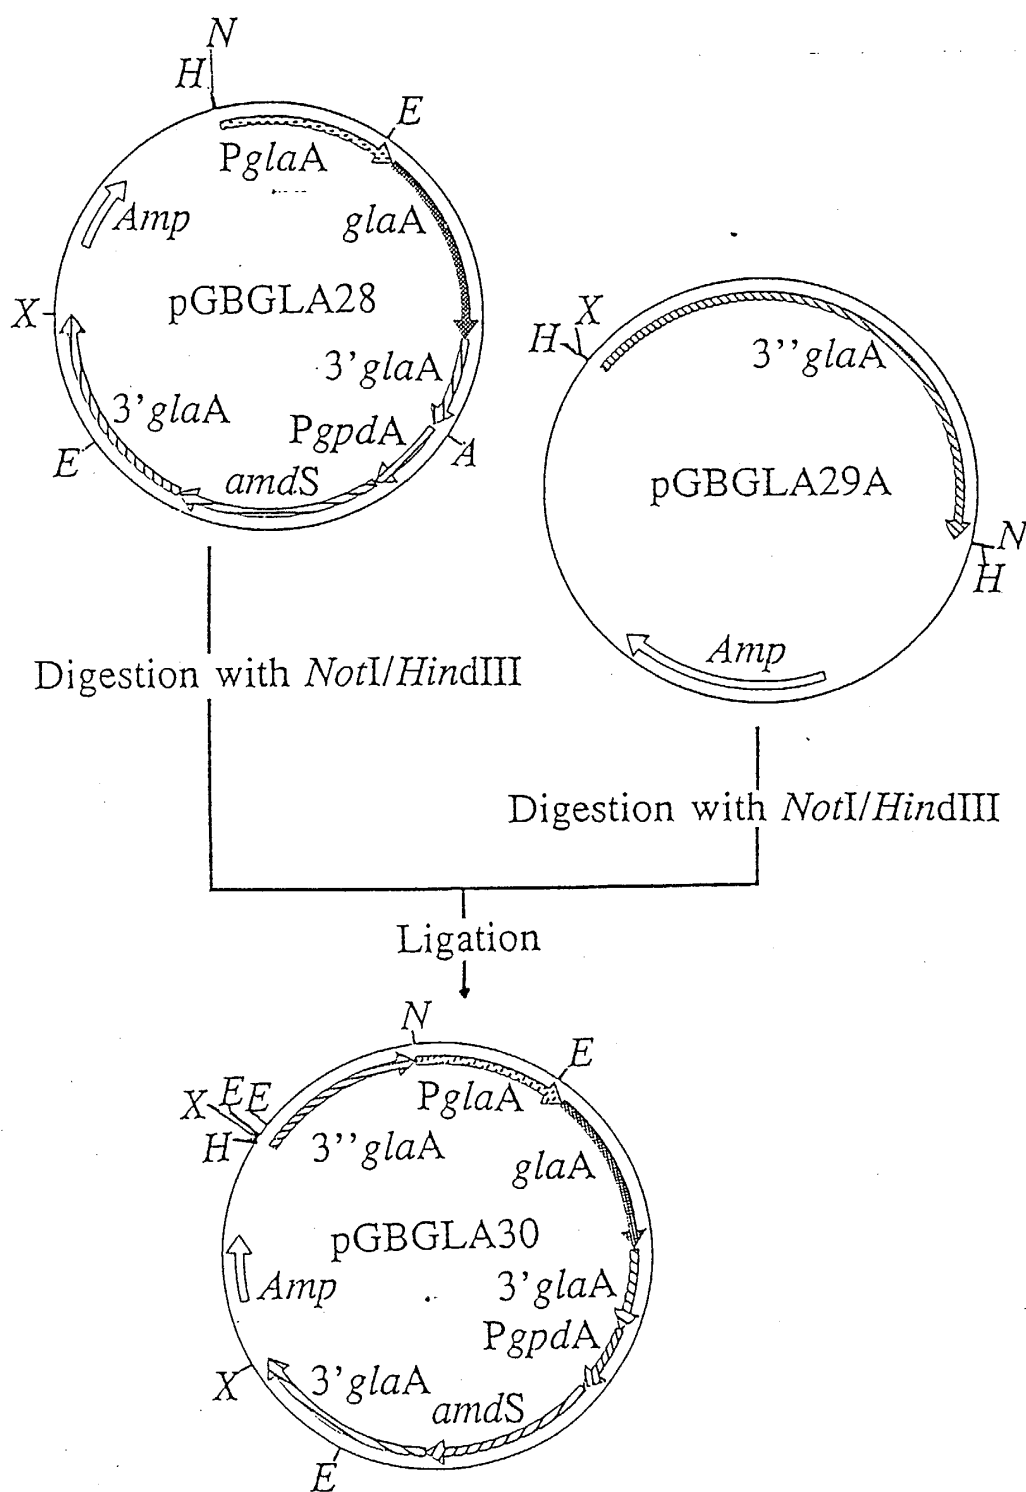 N
H
E
PglaA
Amp
glaA
X
pGBGLA28
3'glaA
3'glaA
PgpdA
A
E
amdS
X
H
3''glaA
pGBGLA29A
N
H
Amp
Digestion with NotI/HindIII
Digestion with NotI/HindIII
Ligation
N
E
X E E
H
PglaA
3''glaA
glaA
pGBGLA30
3'glaA
Amp
PgpdA
X
3'glaA
amdS
E